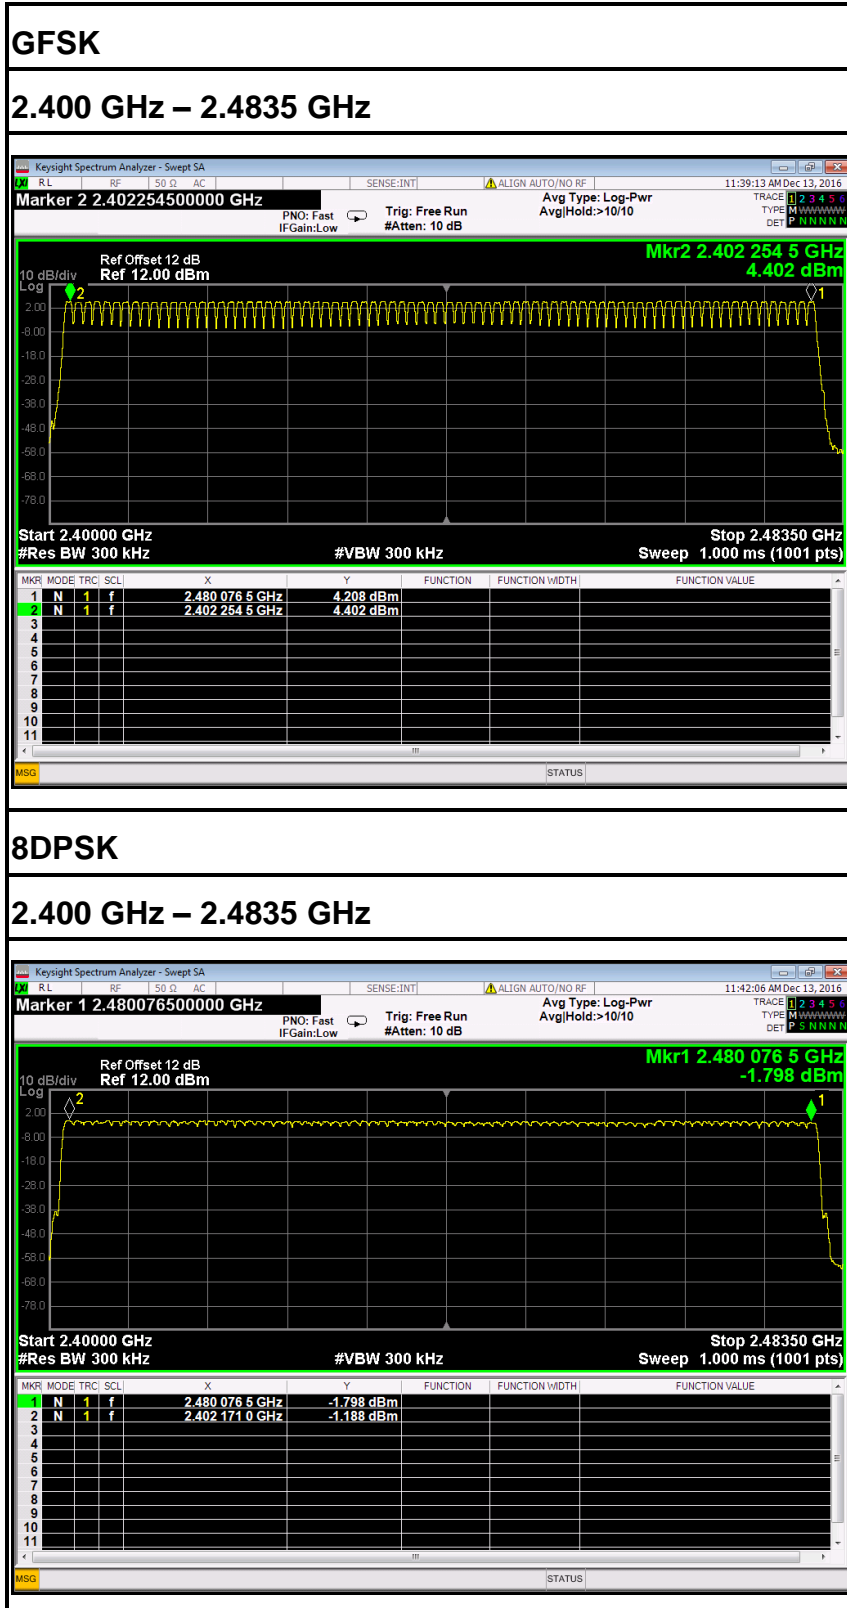 GFSK
2.400 GHz – 2.4835 GHz
Keysight Spectrum Analyzer - Swept SA
LXI RL RF 50 Ω AC SENSE:INT ALIGN AUTO/NO RF 11:39:13 AM Dec 13, 2016
Marker 2 2.402254500000 GHz
PNO: Fast Trig: Free Run Avg Type: Log-Pwr TRACE 1 2 3 4 5 6
IFGain:Low #Atten: 10 dB Avg|Hold:>10/10 TYPE M WWWWW
DET P N N N N N
Mkr2 2.402 254 5 GHz
4.402 dBm
Ref Offset 12 dB
10 dB/div Ref 12.00 dBm
Log
2 1
2.00
-8.00
-18.0
-28.0
-38.0
-48.0
-58.0
-68.0
-78.0
Start 2.40000 GHz Stop 2.48350 GHz
#Res BW 300 kHz #VBW 300 kHz Sweep 1.000 ms (1001 pts)
MKR MODE TRC SCL X Y FUNCTION FUNCTION WIDTH FUNCTION VALUE
1 N 1 f 2.480 076 5 GHz 4.208 dBm
2 N 1 f 2.402 254 5 GHz 4.402 dBm
3
4
5
6
7
8
9
10
11
MSG STATUS
8DPSK
2.400 GHz – 2.4835 GHz
Keysight Spectrum Analyzer - Swept SA
LXI RL RF 50 Ω AC SENSE:INT ALIGN AUTO/NO RF 11:42:06 AM Dec 13, 2016
Marker 1 2.480076500000 GHz
PNO: Fast Trig: Free Run Avg Type: Log-Pwr TRACE 1 2 3 4 5 6
IFGain:Low #Atten: 10 dB Avg|Hold:>10/10 TYPE M WWWWW
DET P S N N N N
Mkr1 2.480 076 5 GHz
-1.798 dBm
Ref Offset 12 dB
10 dB/div Ref 12.00 dBm
Log
2 1
2.00
-8.00
-18.0
-28.0
-38.0
-48.0
-58.0
-68.0
-78.0
Start 2.40000 GHz Stop 2.48350 GHz
#Res BW 300 kHz #VBW 300 kHz Sweep 1.000 ms (1001 pts)
MKR MODE TRC SCL X Y FUNCTION FUNCTION WIDTH FUNCTION VALUE
1 N 1 f 2.480 076 5 GHz -1.798 dBm
2 N 1 f 2.402 171 0 GHz -1.188 dBm
3
4
5
6
7
8
9
10
11
MSG STATUS